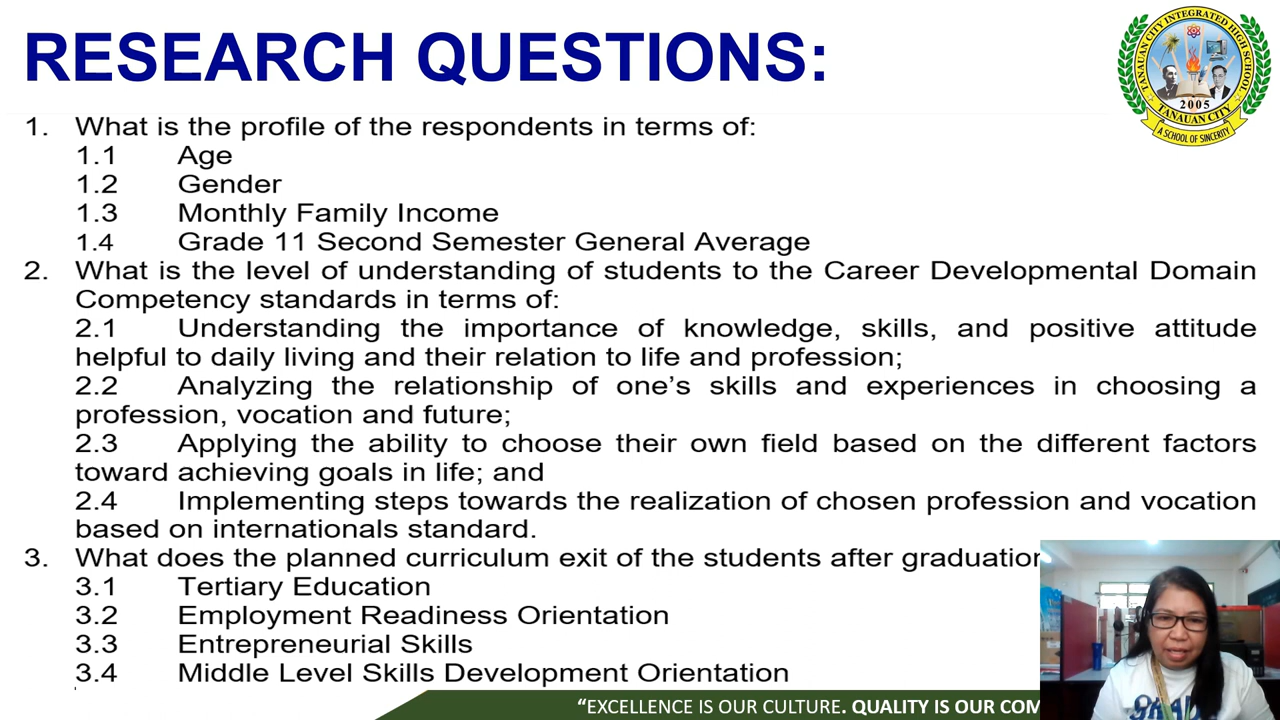 RESEARCH QUESTIONS:
TANAUAN CITY INTEGRATED HIGH SCHOOL
2005
TANAUAN CITY
A SCHOOL OF SINCERITY
1. What is the profile of the respondents in terms of:
1.1 Age
1.2 Gender
1.3 Monthly Family Income
1.4 Grade 11 Second Semester General Average
2. What is the level of understanding of students to the Career Developmental Domain
Competency standards in terms of:
2.1 Understanding the importance of knowledge, skills, and positive attitude
helpful to daily living and their relation to life and profession;
2.2 Analyzing the relationship of one’s skills and experiences in choosing a
profession, vocation and future;
2.3 Applying the ability to choose their own field based on the different factors
toward achieving goals in life; and
2.4 Implementing steps towards the realization of chosen profession and vocation
based on internationals standard.
3. What does the planned curriculum exit of the students after graduation
3.1 Tertiary Education
3.2 Employment Readiness Orientation
3.3 Entrepreneurial Skills
3.4 Middle Level Skills Development Orientation
“EXCELLENCE IS OUR CULTURE. QUALITY IS OUR COM